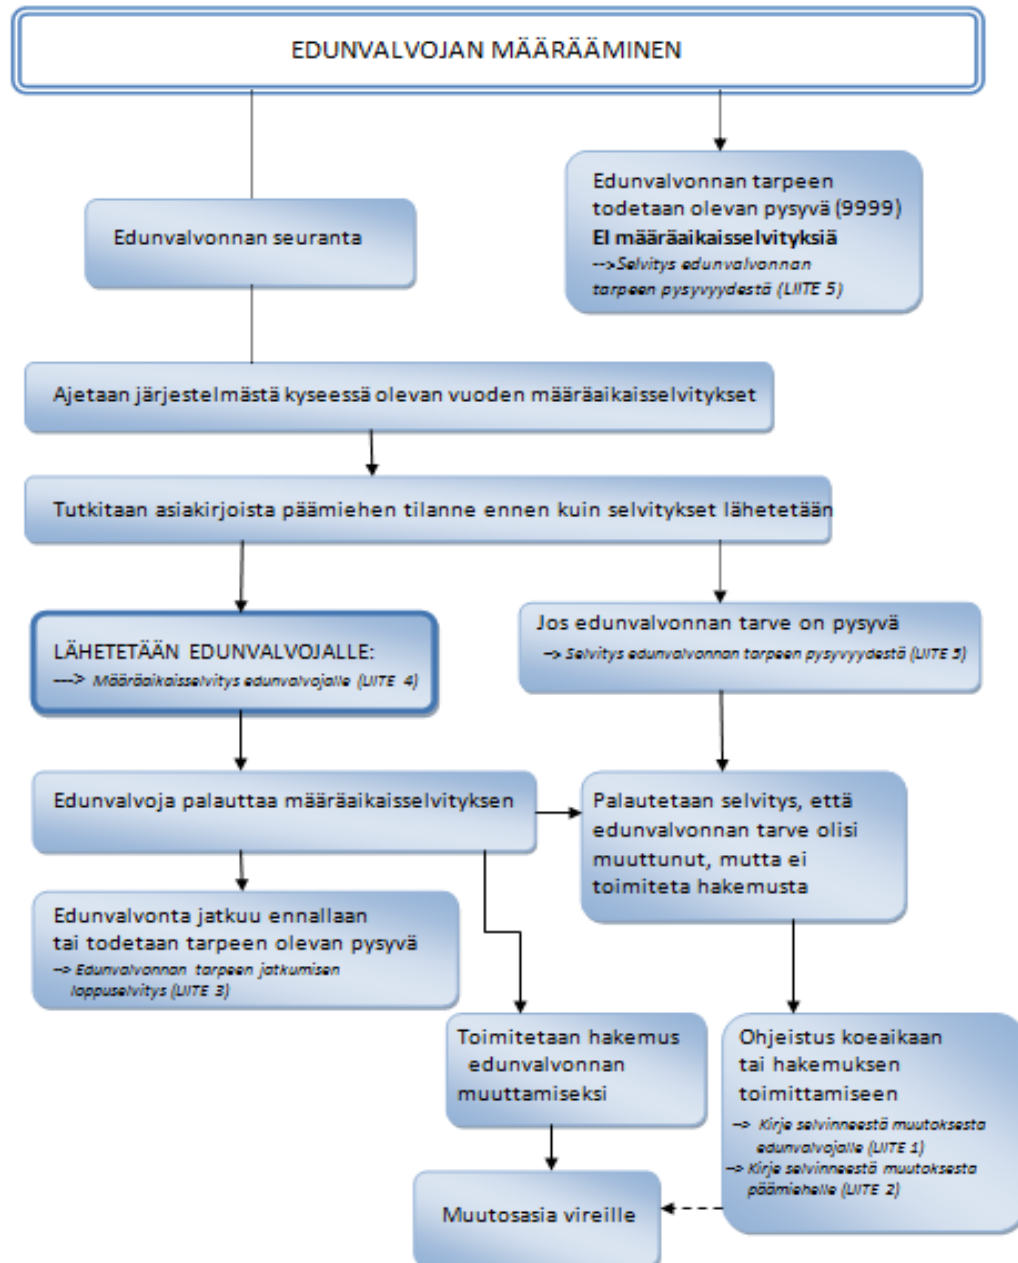 EDUNVALVOJAN MÄÄRÄÄMINEN
Edunvalvonnan tarpeen
todetaan olevan pysyvä (9999)
EI määräaikaisselvityksiä
-->Selvitys edunvalvonnan
tarpeen pysyvyydestä (LIITE 5)
Edunvalvonnan seuranta
Ajetaan järjestelmästä kyseessä olevan vuoden määräaikaisselvitykset
Tutkitaan asiakirjoista päämiehen tilanne ennen kuin selvitykset lähetetään
LÄHETETÄÄN EDUNVALVOJALLE:
---> Määräaikaisselvitys edunvalvojalle (LIITE 4)
Jos edunvalvonnan tarve on pysyvä
--> Selvitys edunvalvonnan tarpeen pysyvyydestä (LIITE 5)
Edunvalvoja palauttaa määräaikaisselvityksen
Palautetaan selvitys, että
edunvalvonnan tarve olisi
muuttunut, mutta ei
toimiteta hakemusta
Edunvalvonta jatkuu ennallaan
tai todetaan tarpeen olevan pysyvä
--> Edunvalvonnan tarpeen jatkumisen
loppuselvitys (LIITE 3)
Toimitetaan hakemus
edunvalvonnan
muuttamiseksi
Ohjeistus koeaikaan
tai hakemuksen
toimittamiseen
--> Kirje selvinneestä muutoksesta
edunvalvojalle (LIITE 1)
--> Kirje selvinneestä muutoksesta
päämiehelle (LIITE 2)
Muutosasia vireille